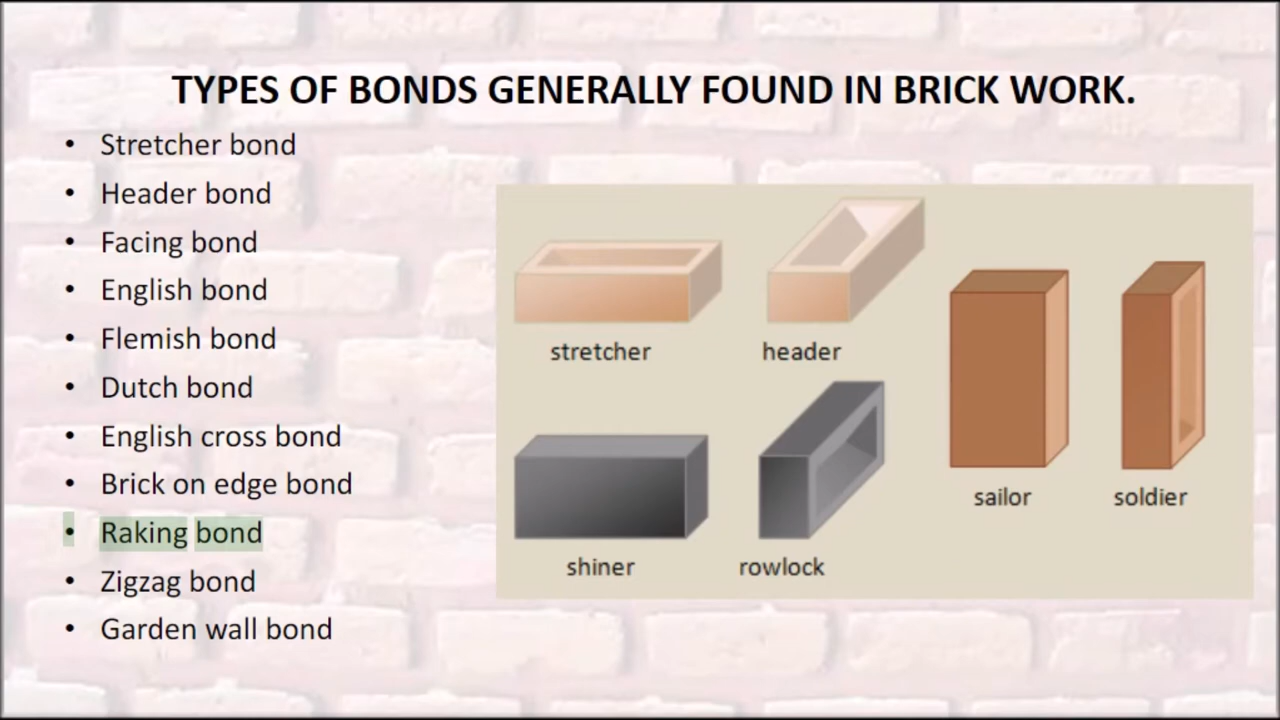 TYPES OF BONDS GENERALLY FOUND IN BRICK WORK.
• Stretcher bond
• Header bond
• Facing bond
• English bond
• Flemish bond
• Dutch bond
• English cross bond
• Brick on edge bond
• Raking bond
• Zigzag bond
• Garden wall bond
stretcher
header
sailor
soldier
shiner
rowlock